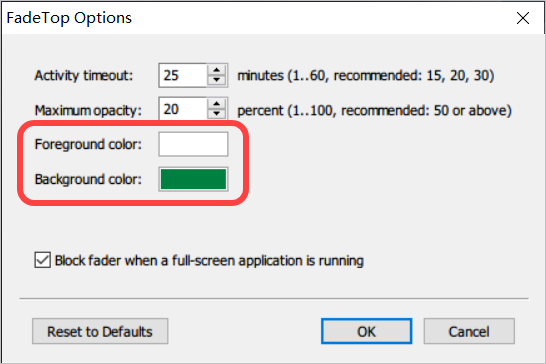 FadeTop Options
Activity timeout: 25 minutes (1..60, recommended: 15, 20, 30)
Maximum opacity: 20 percent (1..100, recommended: 50 or above)
Foreground color:
Background color:
Block fader when a full-screen application is running
Reset to Defaults OK Cancel